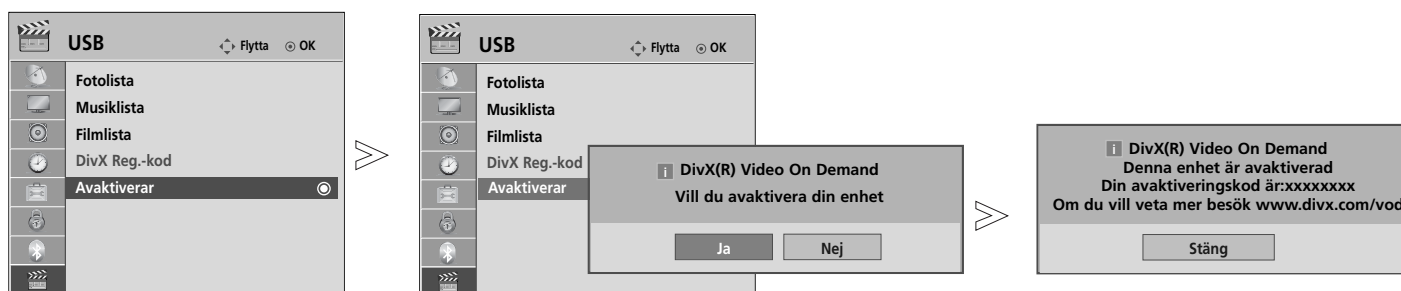 USB Flytta OK
Fotolista
Musiklista
Filmlista
DivX Reg.-kod
Avaktiverar
USB Flytta OK
Fotolista
Musiklista
Filmlista
DivX Reg.-kod
Avaktiverar
i DivX(R) Video On Demand
Vill du avaktivera din enhet
Ja Nej
i DivX(R) Video On Demand
Denna enhet är avaktiverad
Din avaktiveringskod är:xxxxxxxx
Om du vill veta mer besök www.divx.com/vod
Stäng